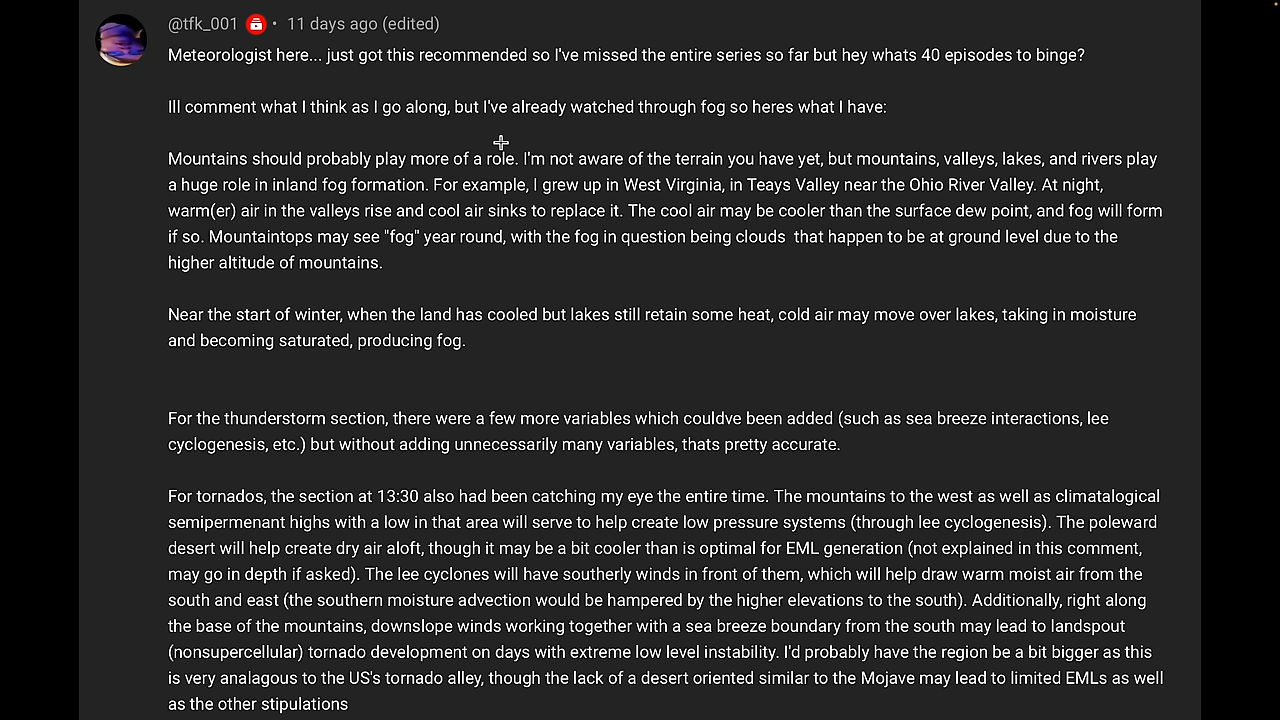 @tfk_001 • 11 days ago (edited)
Meteorologist here... just got this recommended so I've missed the entire series so far but hey whats 40 episodes to binge?
Ill comment what I think as I go along, but I've already watched through fog so heres what I have:
Mountains should probably play more of a role. I'm not aware of the terrain you have yet, but mountains, valleys, lakes, and rivers play
a huge role in inland fog formation. For example, I grew up in West Virginia, in Teays Valley near the Ohio River Valley. At night,
warm(er) air in the valleys rise and cool air sinks to replace it. The cool air may be cooler than the surface dew point, and fog will form
if so. Mountaintops may see "fog" year round, with the fog in question being clouds  that happen to be at ground level due to the
higher altitude of mountains.
Near the start of winter, when the land has cooled but lakes still retain some heat, cold air may move over lakes, taking in moisture
and becoming saturated, producing fog.
For the thunderstorm section, there were a few more variables which couldve been added (such as sea breeze interactions, lee
cyclogenesis, etc.) but without adding unnecessarily many variables, thats pretty accurate.
For tornados, the section at 13:30 also had been catching my eye the entire time. The mountains to the west as well as climatalogical
semipermenant highs with a low in that area will serve to help create low pressure systems (through lee cyclogenesis). The poleward
desert will help create dry air aloft, though it may be a bit cooler than is optimal for EML generation (not explained in this comment,
may go in depth if asked). The lee cyclones will have southerly winds in front of them, which will help draw warm moist air from the
south and east (the southern moisture advection would be hampered by the higher elevations to the south). Additionally, right along
the base of the mountains, downslope winds working together with a sea breeze boundary from the south may lead to landspout
(nonsupercellular) tornado development on days with extreme low level instability. I'd probably have the region be a bit bigger as this
is very analagous to the US's tornado alley, though the lack of a desert oriented similar to the Mojave may lead to limited EMLs as well
as the other stipulations